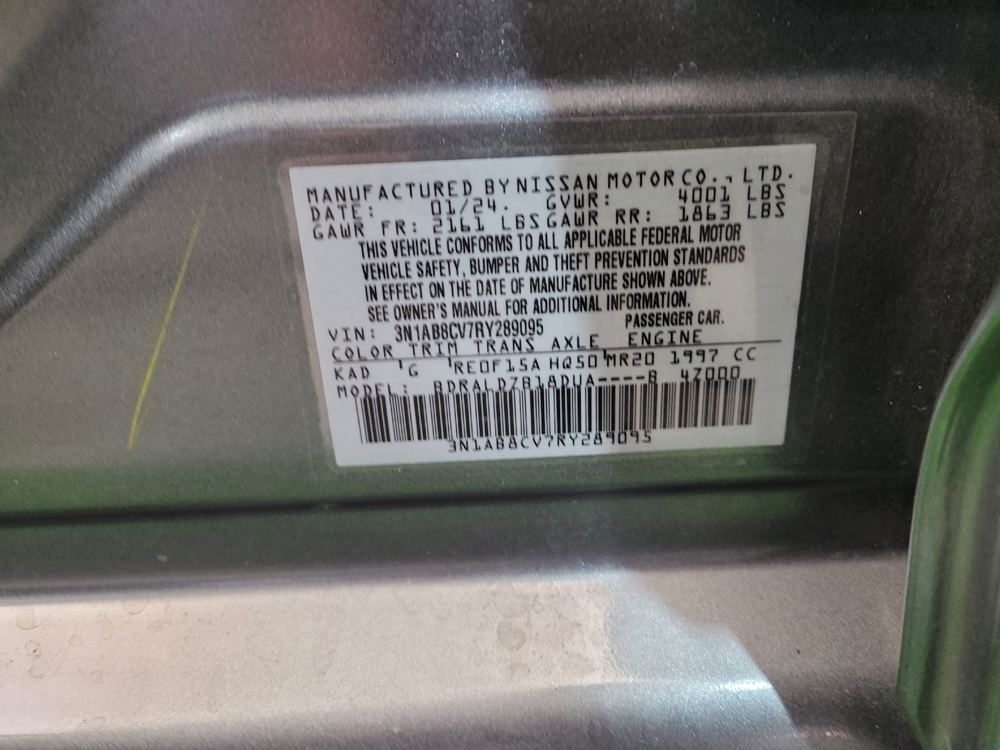 MANUFACTURED BY NISSAN MOTOR CO., LTD.
DATE: 01/24. GVWR: 4001 LBS
GAWR FR: 2161 LBS GAWR RR: 1863 LBS
THIS VEHICLE CONFORMS TO ALL APPLICABLE FEDERAL MOTOR
VEHICLE SAFETY, BUMPER AND THEFT PREVENTION STANDARDS
IN EFFECT ON THE DATE OF MANUFACTURE SHOWN ABOVE.
SEE OWNER'S MANUAL FOR ADDITIONAL INFORMATION.
VIN: 3N1AB8CV7RY289095 PASSENGER CAR.
COLOR TRIM TRANS AXLE ENGINE
KAD G RE0F15A HQ50 MR20 1997 CC
MODEL: BDRALDZB18DUA----B 47000
3N1AB8CV7RY289095